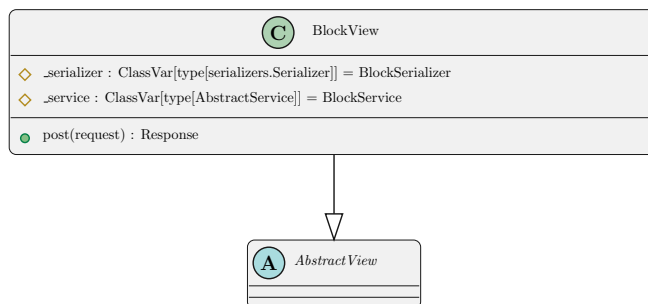 C BlockView
_serializer : ClassVar[type[serializers.Serializer]] = BlockSerializer
_service : ClassVar[type[AbstractService]] = BlockService
post(request) : Response
A AbstractView